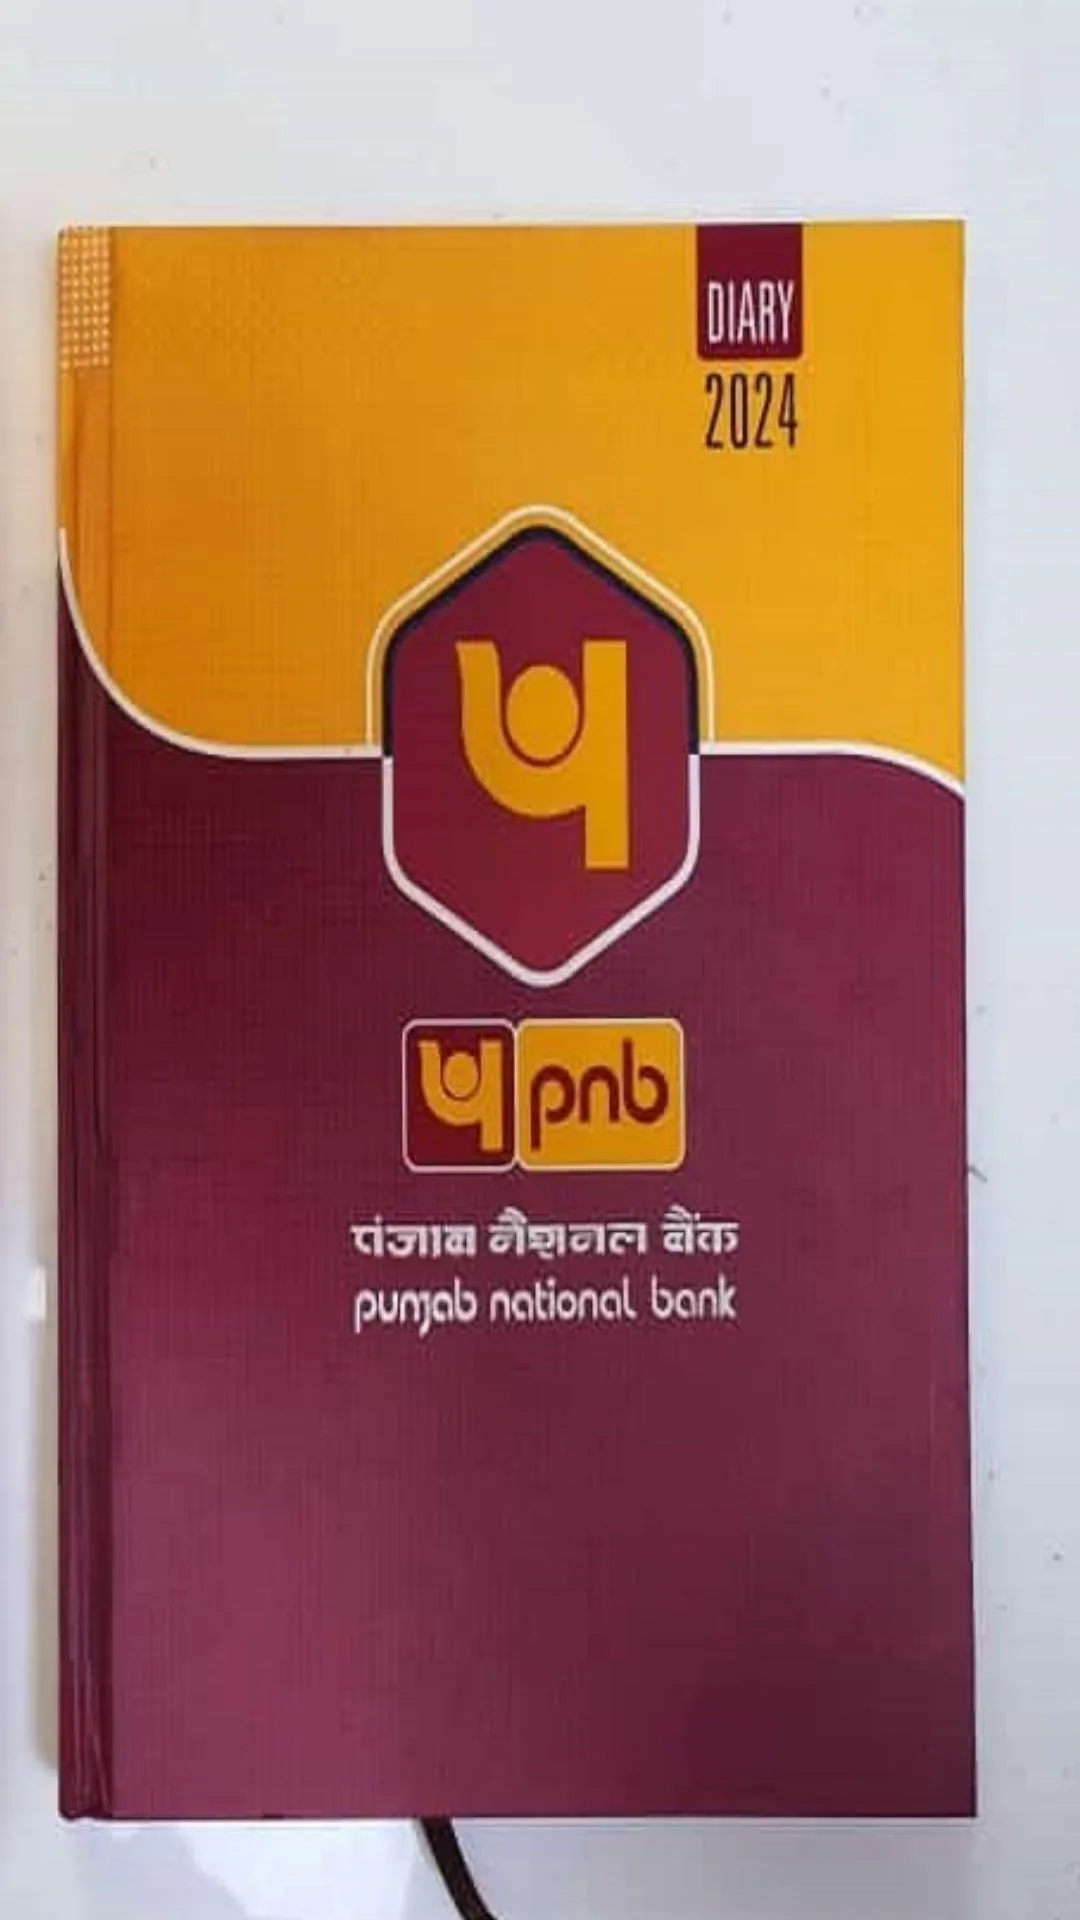 DIARY
2024
प
प pnb
पंजाब नैशनल बैंक
punjab national bank